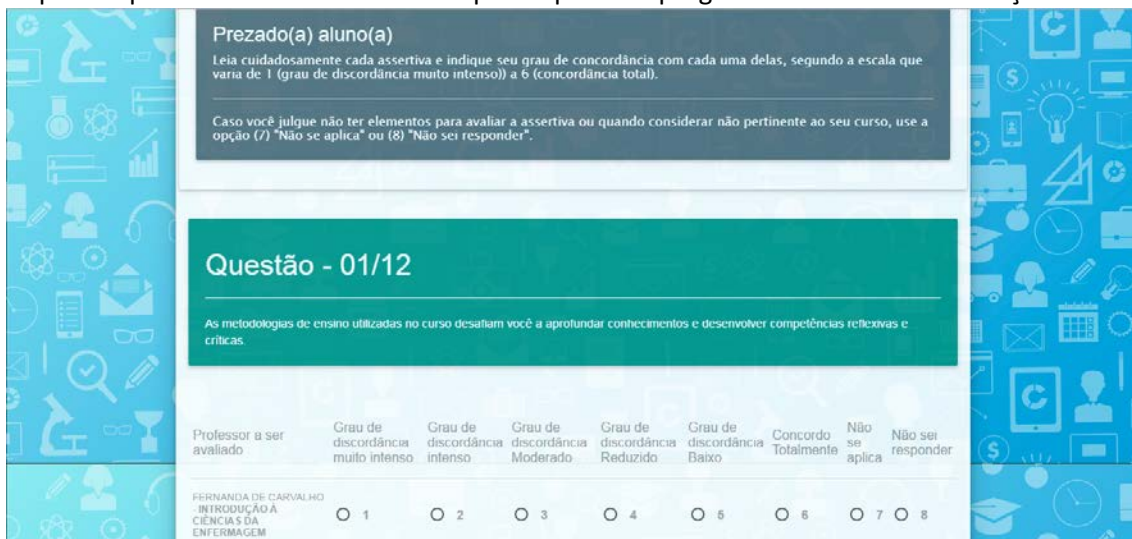 Prezado(a) aluno(a)
Leia cuidadosamente cada assertiva e indique seu grau de concordância com cada uma delas, segundo a escala que
varia de 1 (grau de discordância muito intenso)) a 6 (concordância total).
Caso você julgue não ter elementos para avaliar a assertiva ou quando considerar não pertinente ao seu curso, use a
opção (7) "Não se aplica" ou (8) "Não sei responder".
Questão - 01/12
As metodologias de ensino utilizadas no curso desafiam você a aprofundar conhecimentos e desenvolver competências reflexivas e
críticas.
Professor a ser
avaliado
Grau de
discordância
muito intenso
Grau de
discordância
intenso
Grau de
discordância
Moderado
Grau de
discordância
Reduzido
Grau de
discordância
Baixo
Concordo
Totalmente
Não
se
aplica
Não sei
responder
FERNANDA DE CARVALHO
- INTRODUÇÃO À
CIÊNCIAS DA
ENFERMAGEM
1 2 3 4 5 6 7 8